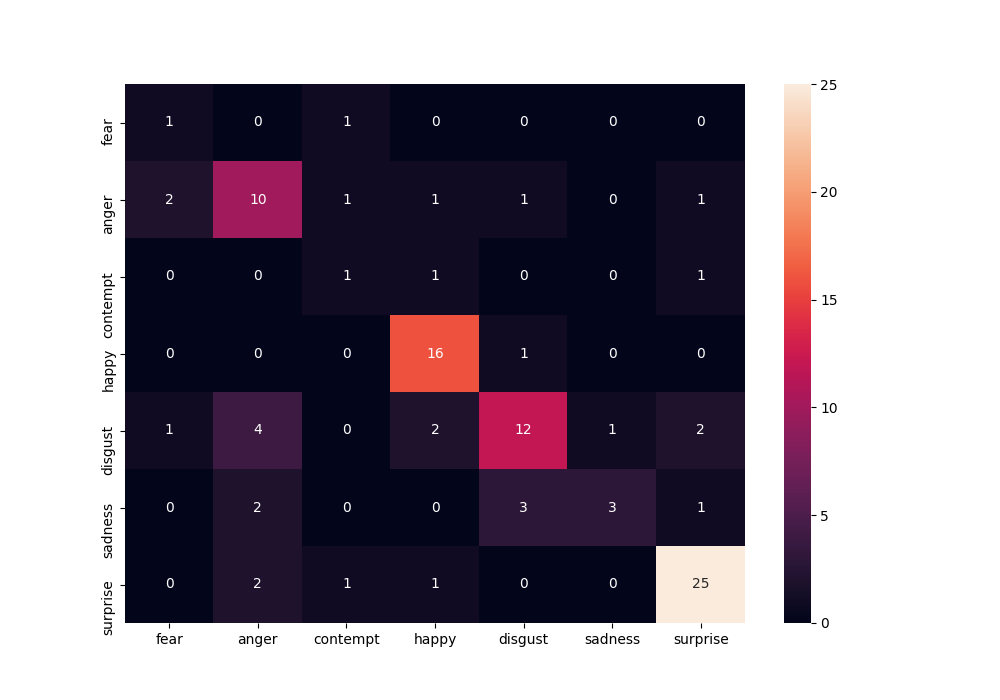 fear 1 0 1 0 0 0 0
anger 2 10 1 1 1 0 1
contempt 0 0 1 1 0 0 1
happy 0 0 0 16 1 0 0
disgust 1 4 0 2 12 1 2
sadness 0 2 0 0 3 3 1
surprise 0 2 1 1 0 0 25
fear anger contempt happy disgust sadness surprise
25
20
15
10
5
0